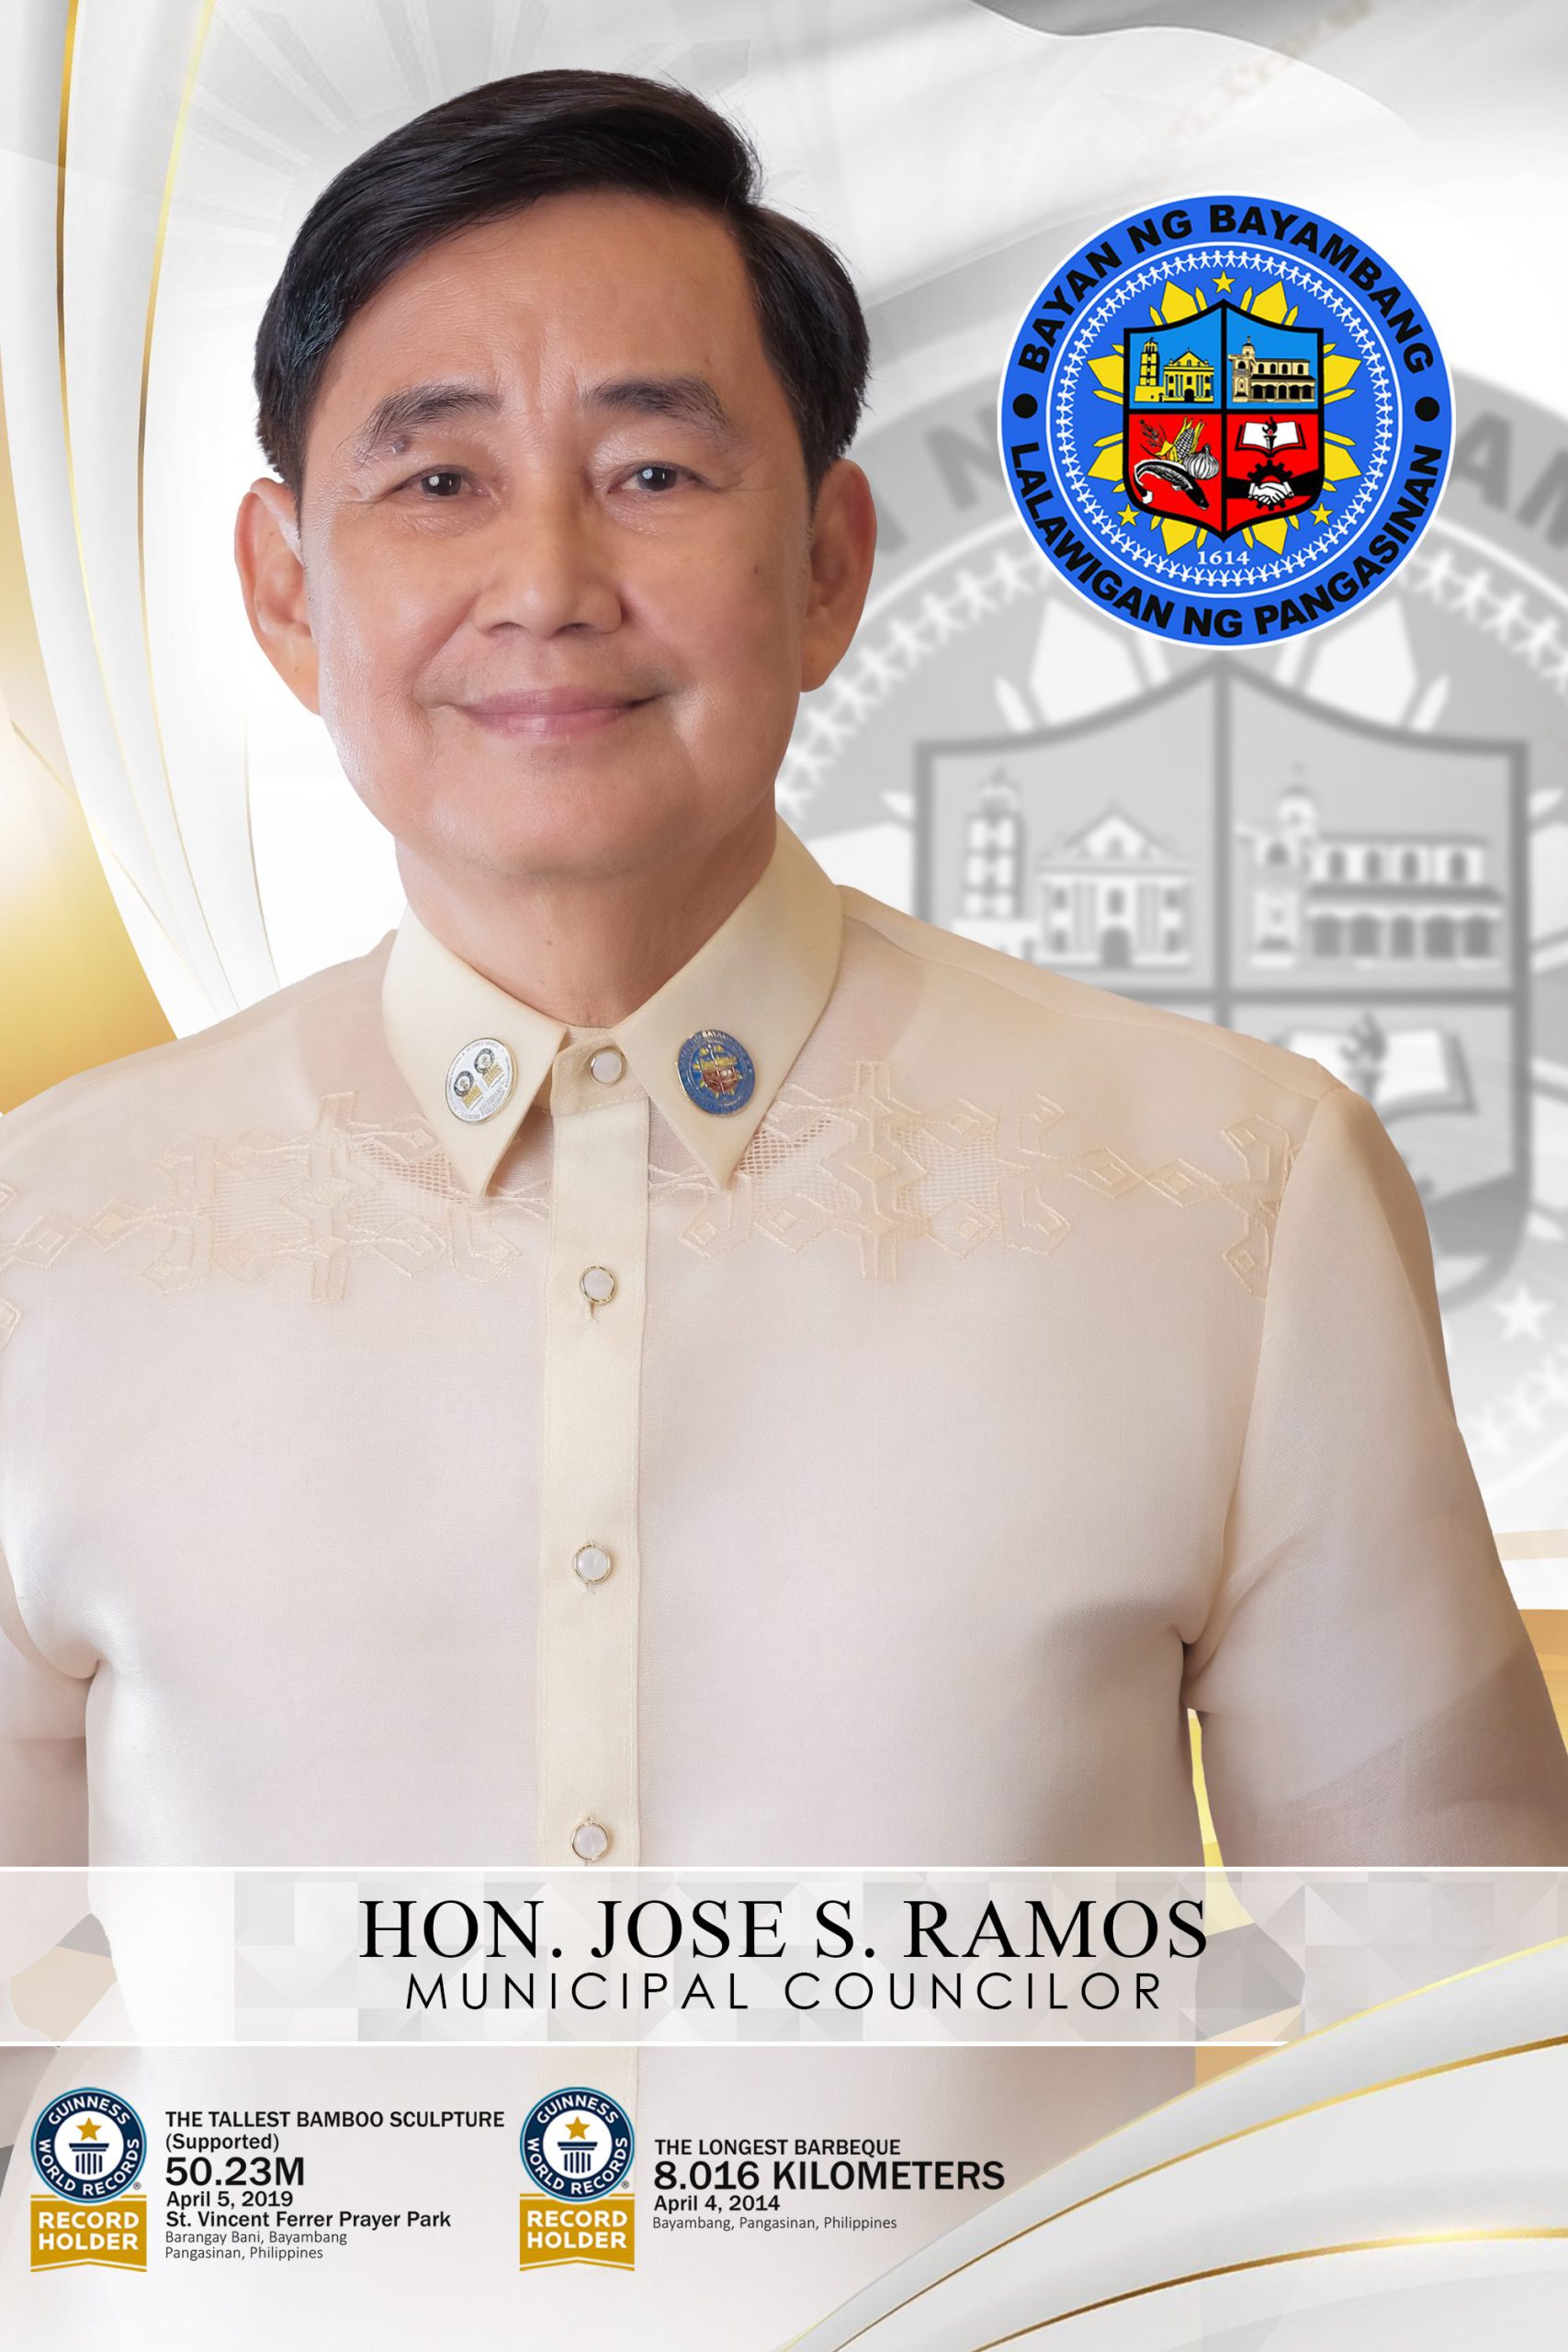 BAYAN NG BAYAMBANG
1614
LALAWIGAN NG PANGASINAN
HON. JOSE S. RAMOS
MUNICIPAL COUNCILOR
GUINNESS
WORLD RECORDS
RECORD
HOLDER
THE TALLEST BAMBOO SCULPTURE
(Supported)
50.23M
April 5, 2019
St. Vincent Ferrer Prayer Park
Barangay Bani, Bayambang
Pangasinan, Philippines
GUINNESS
WORLD RECORDS
RECORD
HOLDER
THE LONGEST BARBEQUE
8.016 KILOMETERS
April 4, 2014
Bayambang, Pangasinan, Philippines